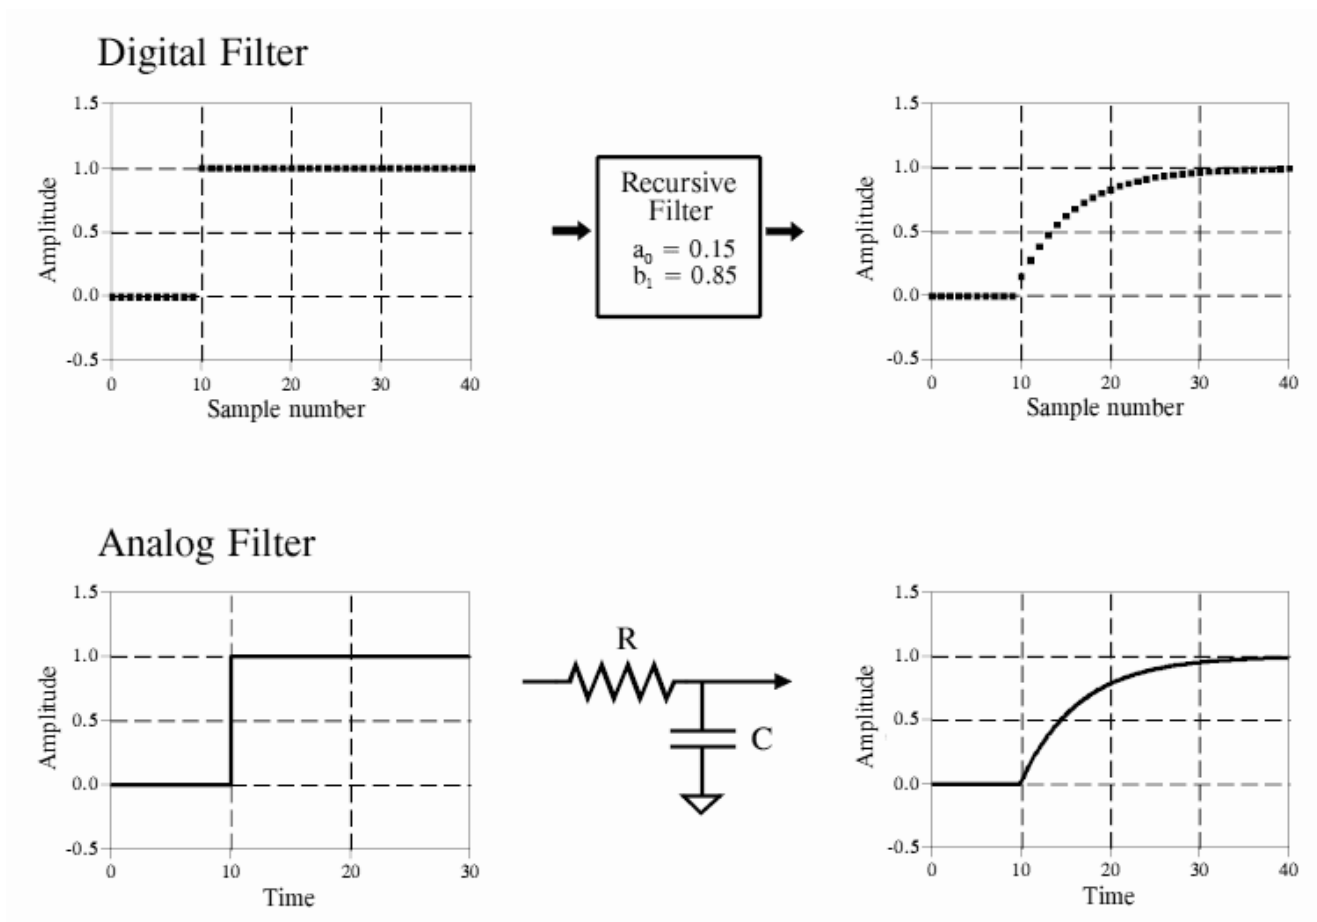 Digital Filter
1.5
1.0
0.5
0.0
-0.5
Amplitude
0 10 20 30 40
Sample number
Recursive
Filter
a₀ = 0.15
b₁ = 0.85
1.5
1.0
0.5
0.0
-0.5
Amplitude
0 10 20 30 40
Sample number
Analog Filter
1.5
1.0
0.5
0.0
-0.5
Amplitude
0 10 20 30
Time
R
C
1.5
1.0
0.5
0.0
-0.5
Amplitude
0 10 20 30 40
Time